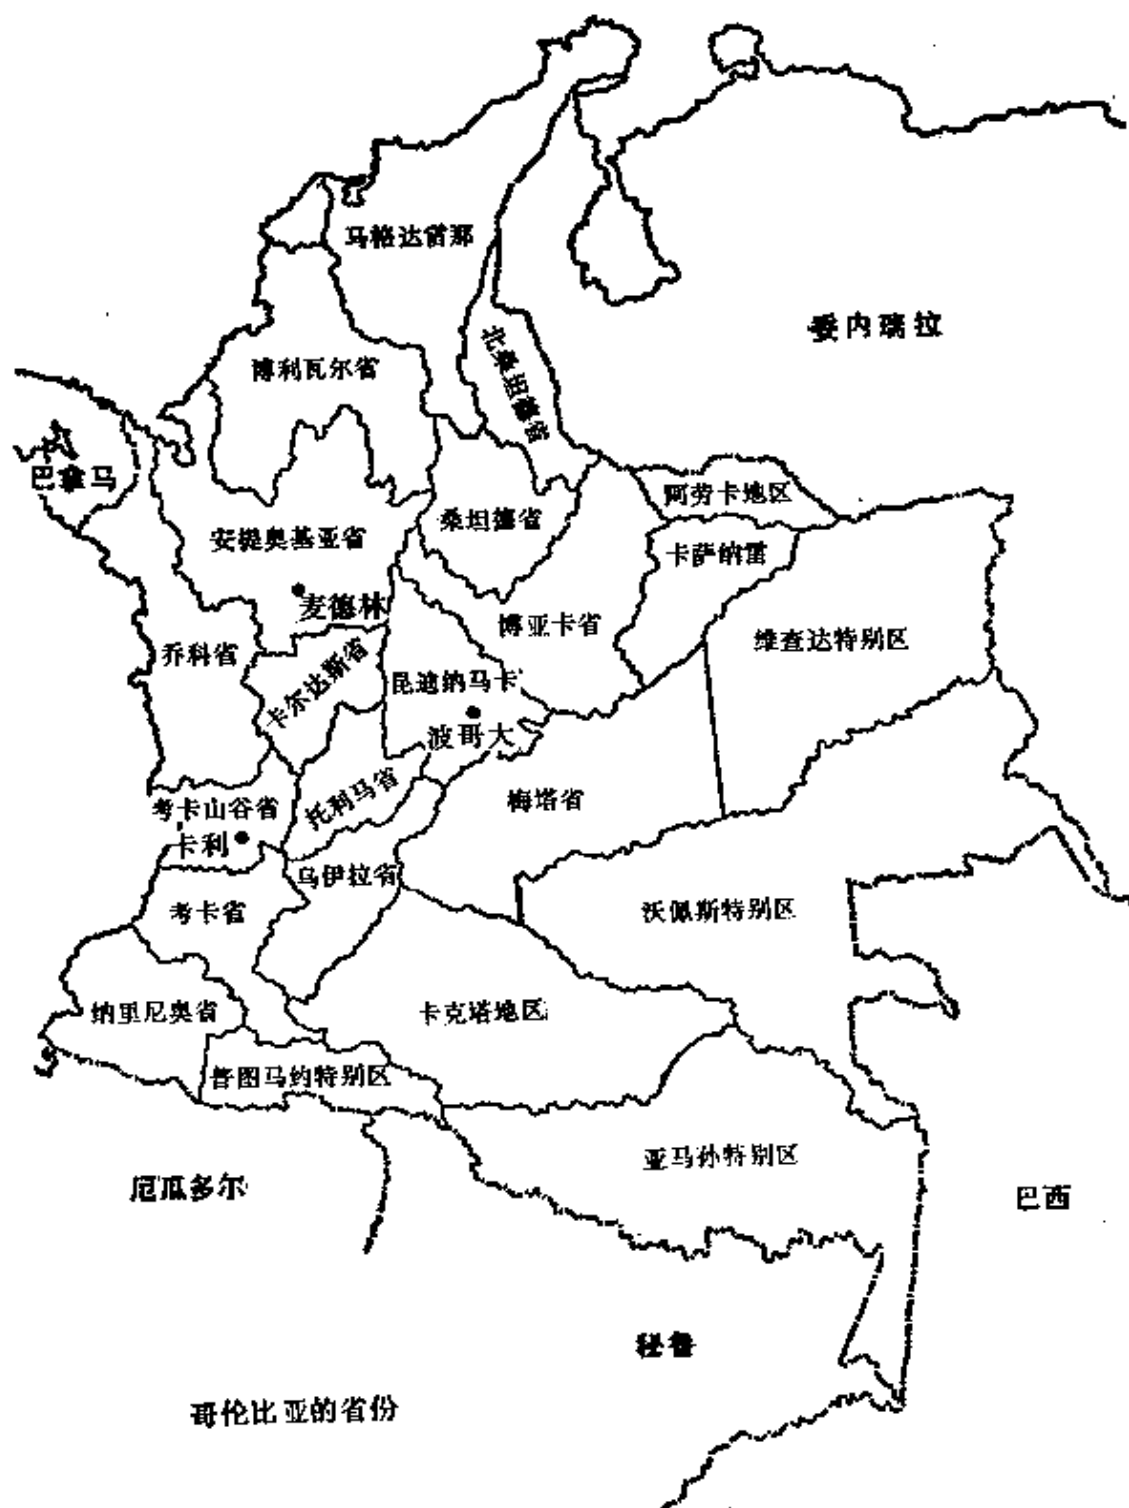 马格达雷那
委内瑞拉
北桑坦德省
博利瓦尔省
巴拿马
阿劳卡地区
桑坦德省
安提奥基亚省
卡萨纳雷
麦德林
博亚卡省
维查达特别区
乔科省
卡尔达斯省
昆迪纳马卡
波哥大
托利马省
梅塔省
考卡山谷省
卡利
乌伊拉省
考卡省
沃佩斯特别区
纳里尼奥省
卡克塔地区
普图马约特别区
亚马孙特别区
厄瓜多尔
巴西
秘鲁
哥伦比亚的省份